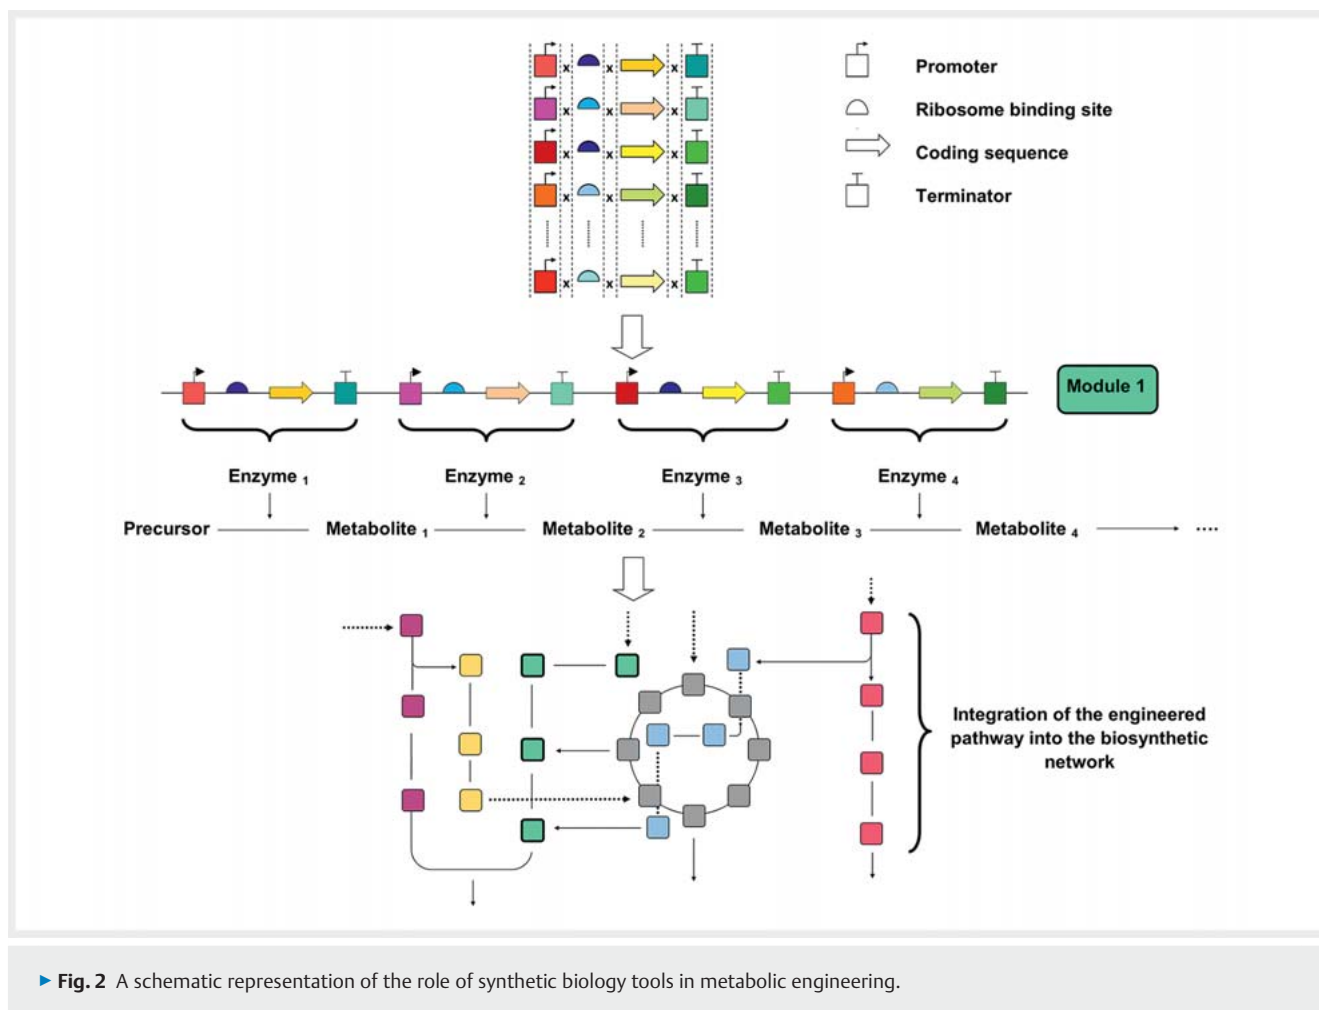 Promoter
Ribosome binding site
Coding sequence
Terminator
x x x
x x x
x x x
x x x
x x x
Module 1
Enzyme 1 Enzyme 2 Enzyme 3 Enzyme 4
Precursor Metabolite 1 Metabolite 2 Metabolite 3 Metabolite 4 ....
Integration of the engineered
pathway into the biosynthetic
network
▶ Fig. 2 A schematic representation of the role of synthetic biology tools in metabolic engineering.